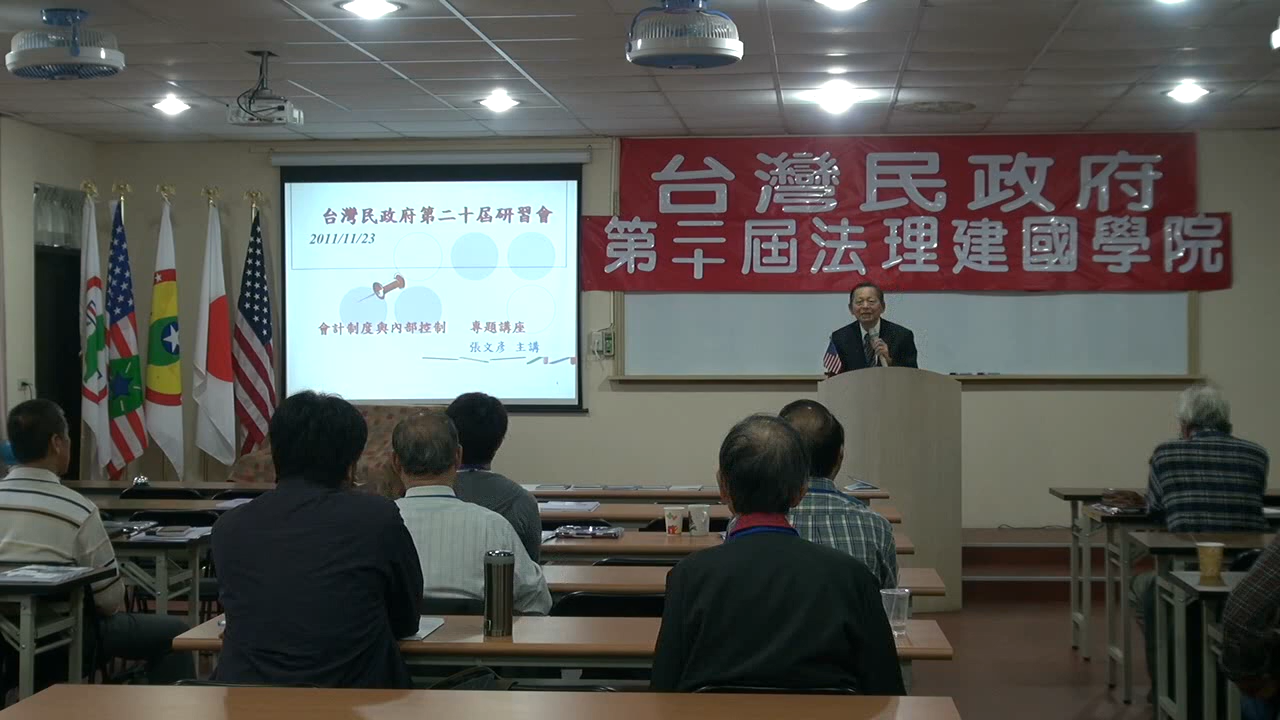 台灣民政府第二十屆研習會
2011/11/23
會計制度與內部控制 專題講座
張文彥 主講
台灣民政府
第二十屆法理建國學院